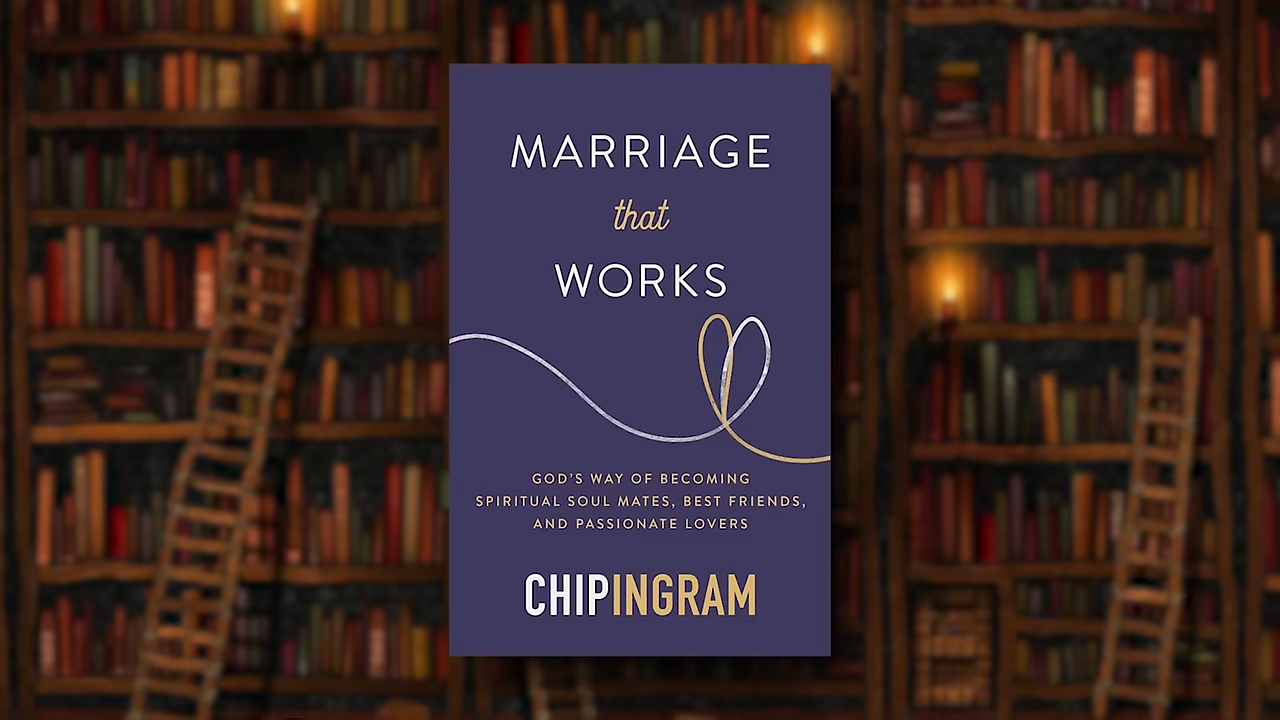 MARRIAGE
that
WORKS
GOD'S WAY OF BECOMING
SPIRITUAL SOUL MATES, BEST FRIENDS,
AND PASSIONATE LOVERS
CHIPINGRAM